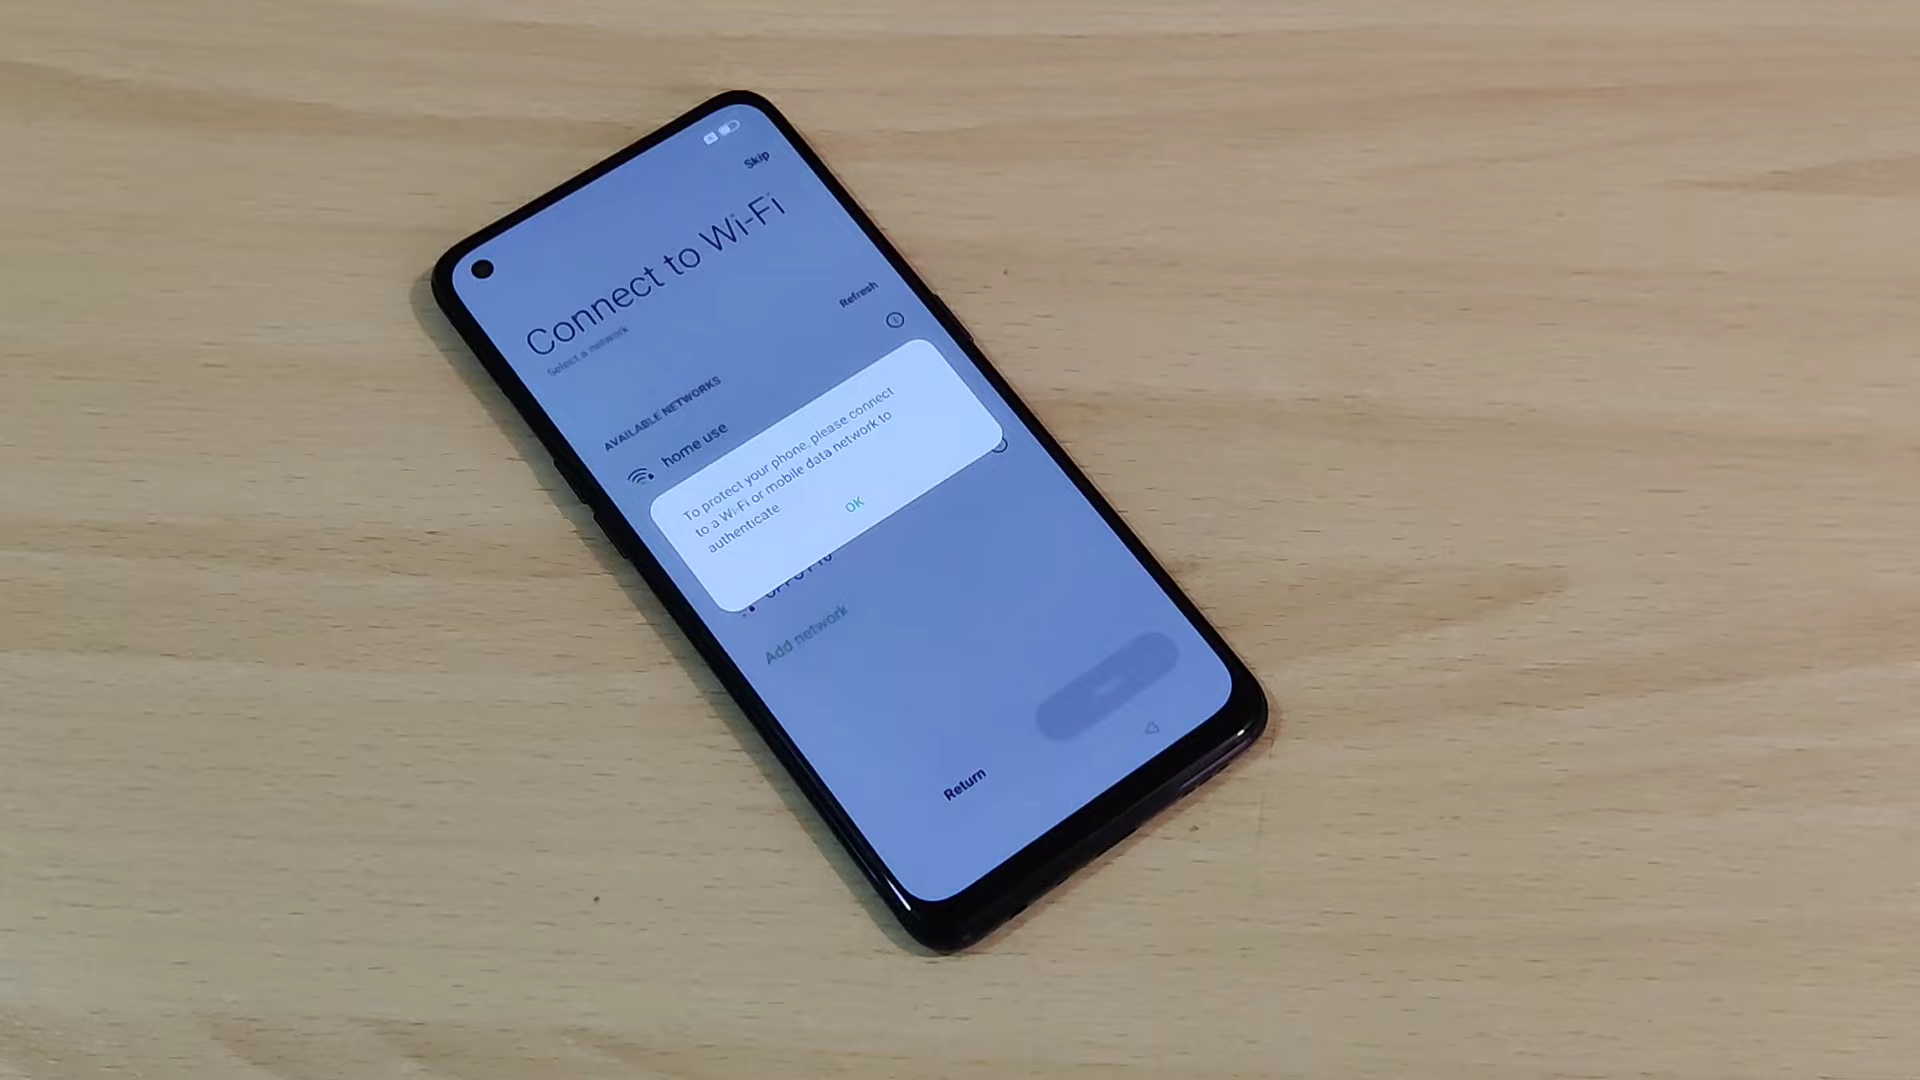 Skip
Connect to Wi-Fi
Select a network
Refresh
AVAILABLE NETWORKS
home use
To protect your phone, please connect
to a Wi-Fi or mobile data network to
authenticate
OK
Add network
Return